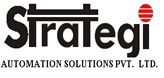 Strategi
AUTOMATION SOLUTIONS PVT. LTD.